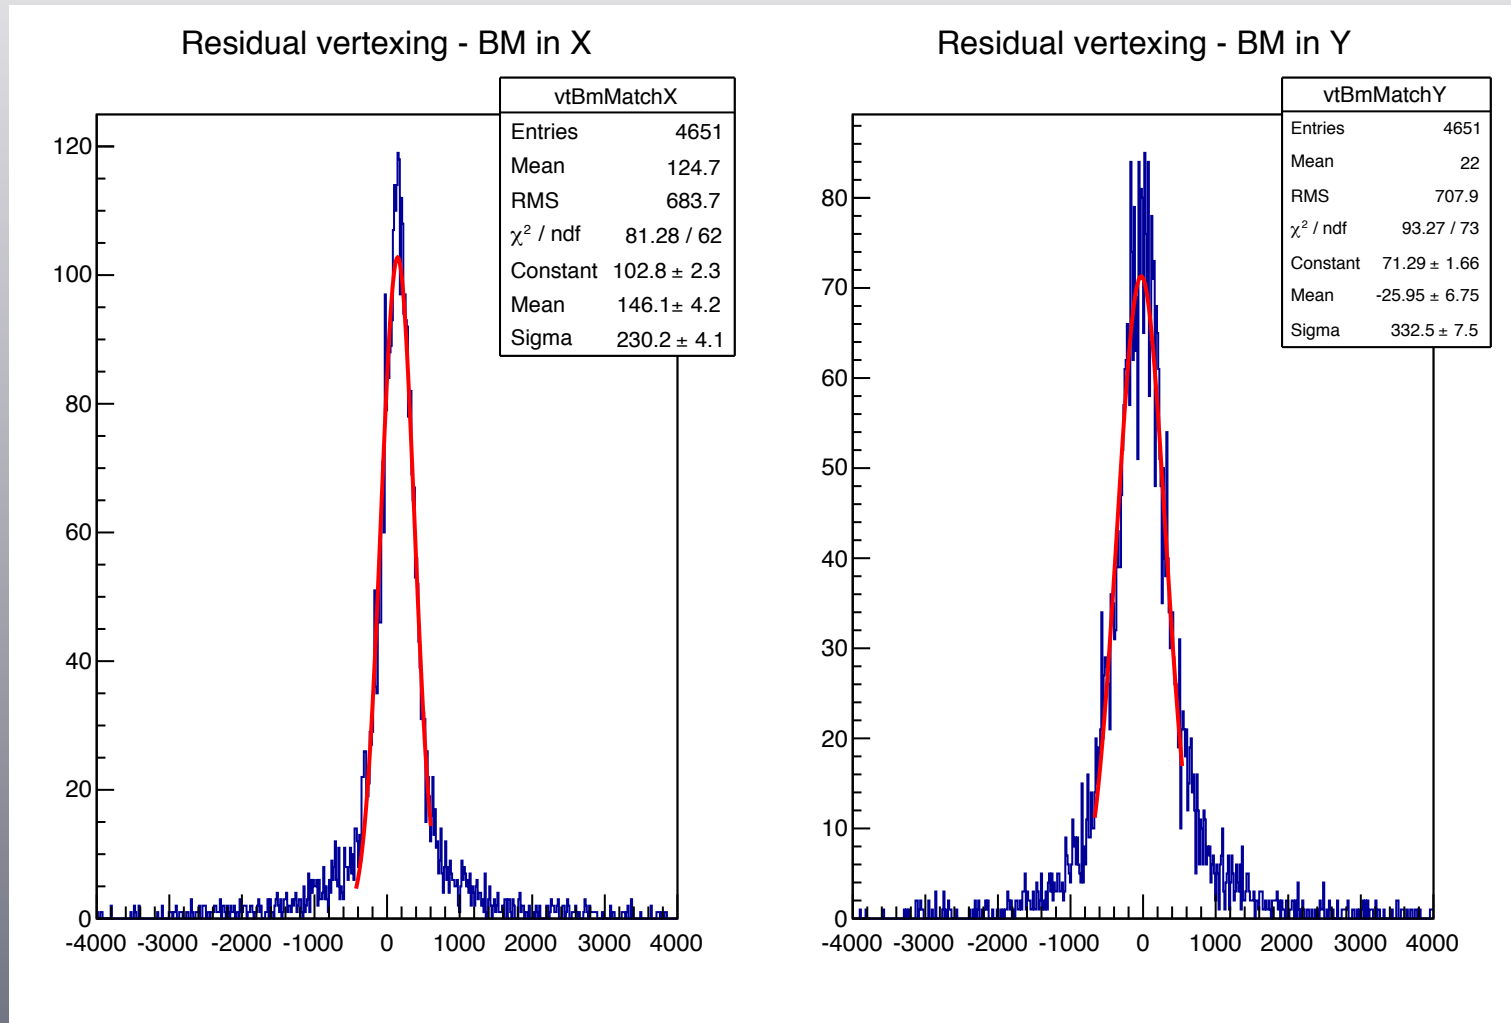 Residual vertexing - BM in X
vtBmMatchX
Entries 4651
Mean 124.7
RMS 683.7
χ² / ndf 81.28 / 62
Constant 102.8 ± 2.3
Mean 146.1± 4.2
Sigma 230.2 ± 4.1
120
100
80
60
40
20
0
-4000 -3000 -2000 -1000 0 1000 2000 3000 4000
Residual vertexing - BM in Y
vtBmMatchY
Entries 4651
Mean 22
RMS 707.9
χ² / ndf 93.27 / 73
Constant 71.29 ± 1.66
Mean -25.95 ± 6.75
Sigma 332.5 ± 7.5
80
70
60
50
40
30
20
10
0
-4000 -3000 -2000 -1000 0 1000 2000 3000 4000